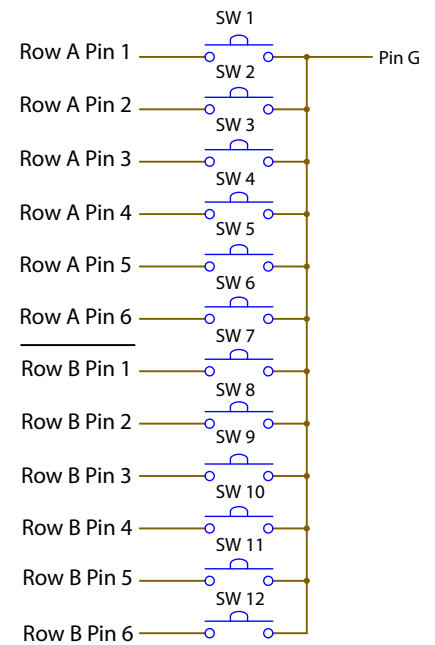 SW 1
Row A Pin 1
Pin G
SW 2
Row A Pin 2
SW 3
Row A Pin 3
SW 4
Row A Pin 4
SW 5
Row A Pin 5
SW 6
Row A Pin 6
SW 7
Row B Pin 1
SW 8
Row B Pin 2
SW 9
Row B Pin 3
SW 10
Row B Pin 4
SW 11
Row B Pin 5
SW 12
Row B Pin 6